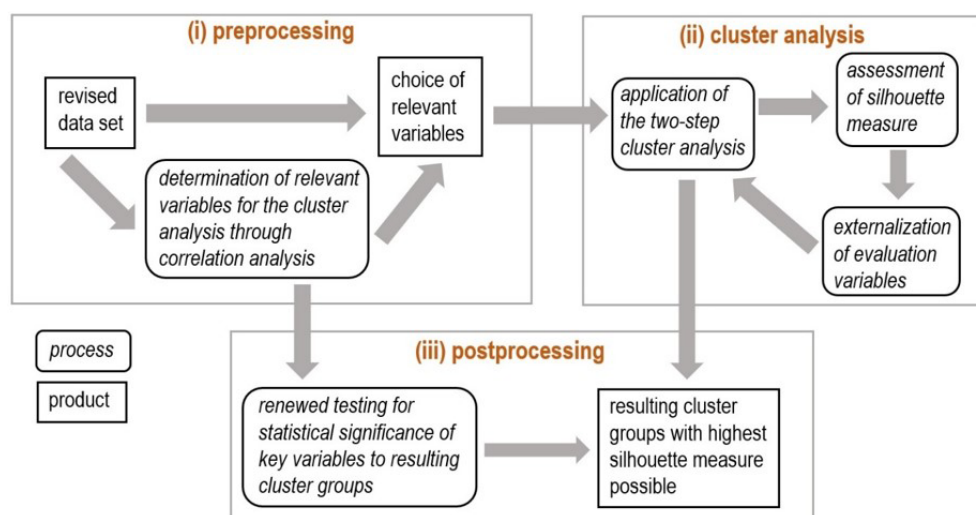 (i) preprocessing
revised
data set
choice of
relevant
variables
determination of relevant
variables for the cluster
analysis through
correlation analysis
(ii) cluster analysis
application of
the two-step
cluster analysis
assessment
of silhouette
measure
externalization
of evaluation
variables
process
product
(iii) postprocessing
renewed testing for
statistical significance of
key variables to resulting
cluster groups
resulting cluster
groups with highest
silhouette measure
possible